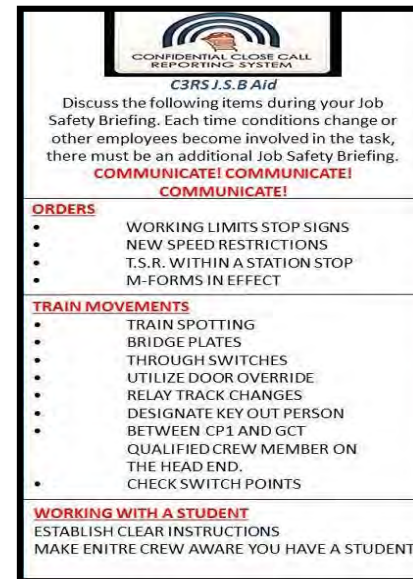 CONFIDENTIAL CLOSE CALL
REPORTING SYSTEM
C3RS J.S.B Aid
Discuss the following items during your Job
Safety Briefing. Each time conditions change or
other employees become involved in the task,
there must be an additional Job Safety Briefing.
COMMUNICATE! COMMUNICATE!
COMMUNICATE!
ORDERS
• WORKING LIMITS STOP SIGNS
• NEW SPEED RESTRICTIONS
• T.S.R. WITHIN A STATION STOP
• M-FORMS IN EFFECT
TRAIN MOVEMENTS
• TRAIN SPOTTING
• BRIDGE PLATES
• THROUGH SWITCHES
• UTILIZE DOOR OVERRIDE
• RELAY TRACK CHANGES
• DESIGNATE KEY OUT PERSON
• BETWEEN CP1 AND GCT
QUALIFIED CREW MEMBER ON
THE HEAD END.
• CHECK SWITCH POINTS
WORKING WITH A STUDENT
ESTABLISH CLEAR INSTRUCTIONS
MAKE ENITRE CREW AWARE YOU HAVE A STUDENT